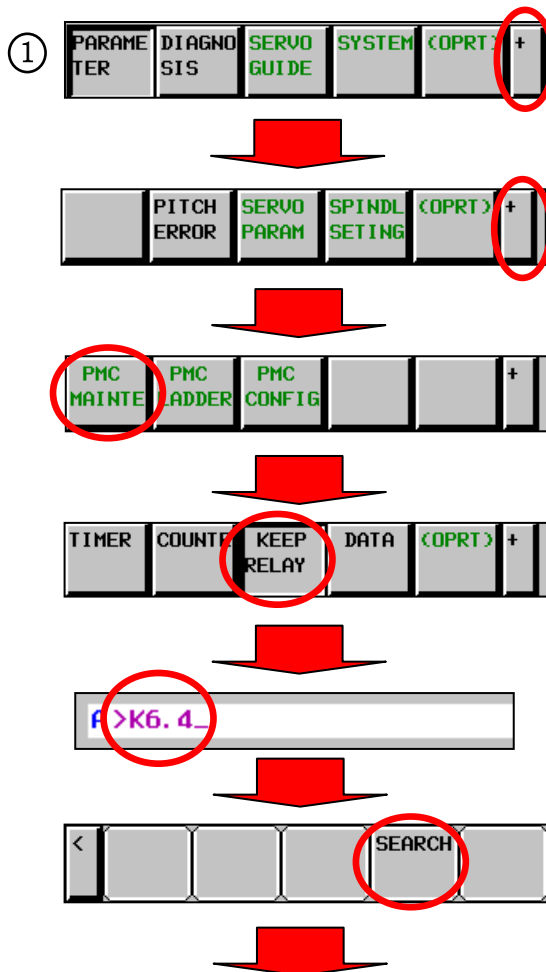 ①
PARAME DIAGNO SERVO SYSTEM (OPRT) +
TER SIS GUIDE
PITCH SERVO SPINDL (OPRT) +
ERROR PARAM SETING
PMC PMC PMC +
MAINTE LADDER CONFIG
TIMER COUNTE KEEP DATA (OPRT) +
RELAY
A>K6.4_
< SEARCH